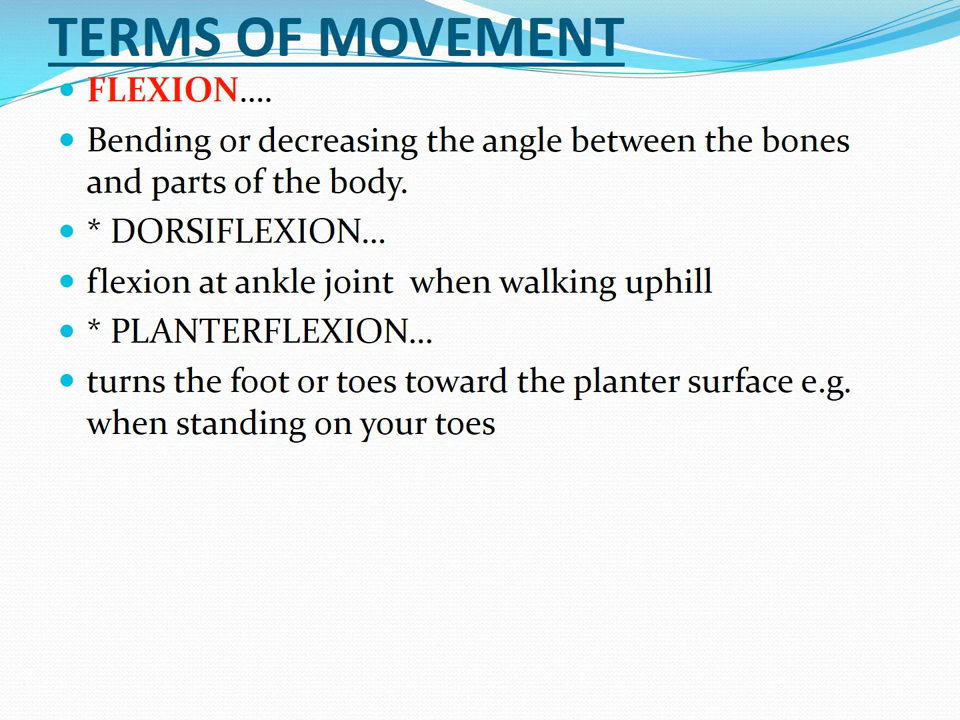 TERMS OF MOVEMENT
• FLEXION....
• Bending or decreasing the angle between the bones
and parts of the body.
• * DORSIFLEXION...
• flexion at ankle joint  when walking uphill
• * PLANTERFLEXION...
• turns the foot or toes toward the planter surface e.g.
when standing on your toes